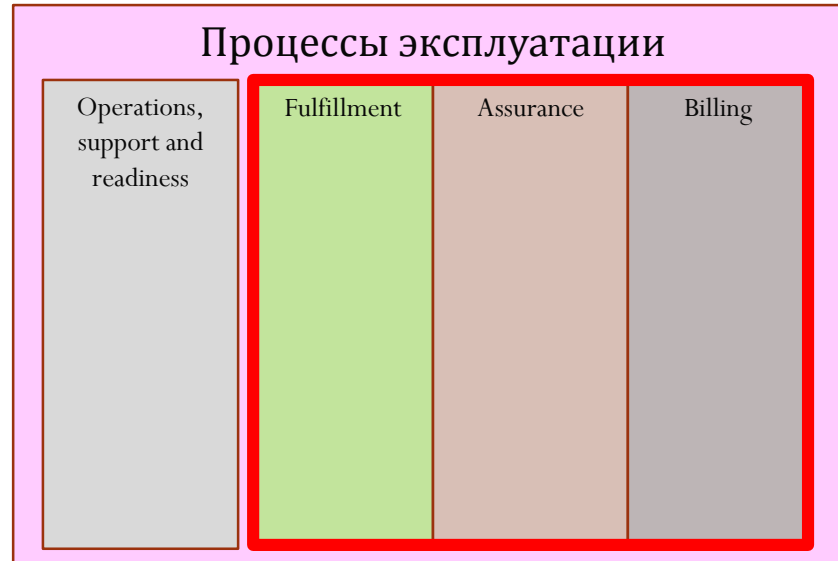 Процессы эксплуатации
Operations,
support and
readiness
Fulfillment
Assurance
Billing